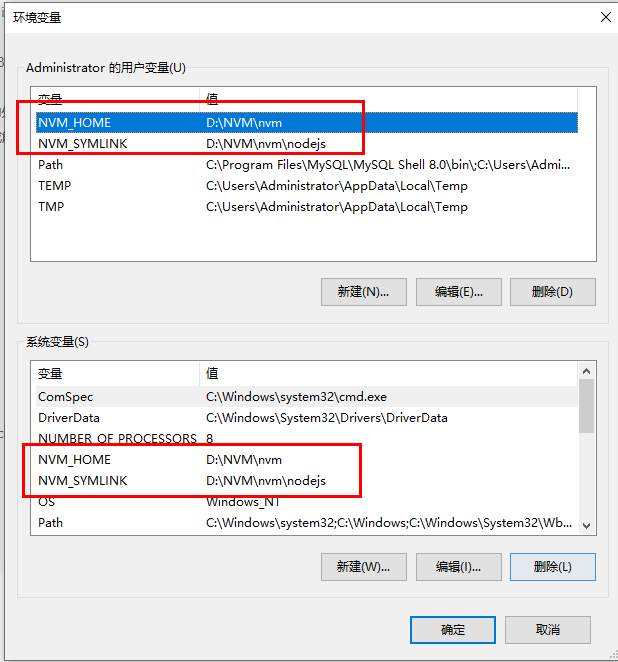 环境变量
Administrator 的用户变量(U)
变量 值
NVM_HOME D:\NVM\nvm
NVM_SYMLINK D:\NVM\nvm\nodejs
Path C:\Program Files\MySQL\MySQL Shell 8.0\bin\;C:\Users\Admi...
TEMP C:\Users\Administrator\AppData\Local\Temp
TMP C:\Users\Administrator\AppData\Local\Temp
新建(N)... 编辑(E)... 删除(D)
系统变量(S)
变量 值
ComSpec C:\Windows\system32\cmd.exe
DriverData C:\Windows\System32\Drivers\DriverData
NUMBER_OF_PROCESSORS 8
NVM_HOME D:\NVM\nvm
NVM_SYMLINK D:\NVM\nvm\nodejs
OS Windows_NT
Path C:\Windows\system32;C:\Windows;C:\Windows\System32\Wb...
新建(W)... 编辑(I)... 删除(L)
确定 取消